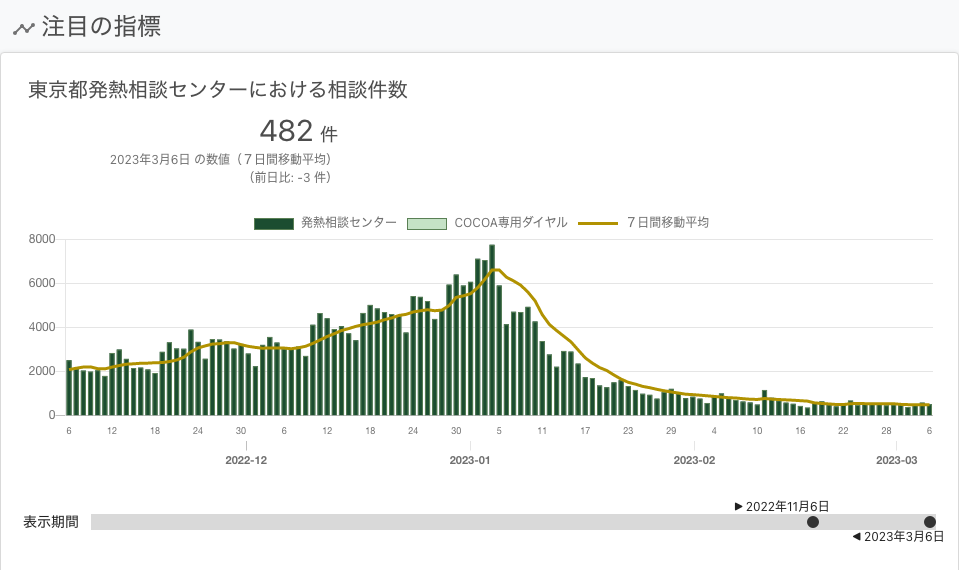 注目の指標
東京都発熱相談センターにおける相談件数
482 件
2023年3月6日 の数値（７日間移動平均）
（前日比: -3 件）
発熱相談センター COCOA専用ダイヤル ７日間移動平均
8000
6000
4000
2000
0
6 12 18 24 30 6 12 18 24 30 5 11 17 23 29 4 10 16 22 28 6
2022-12 2023-01 2023-02 2023-03
▶ 2022年11月6日
表示期間
◀ 2023年3月6日